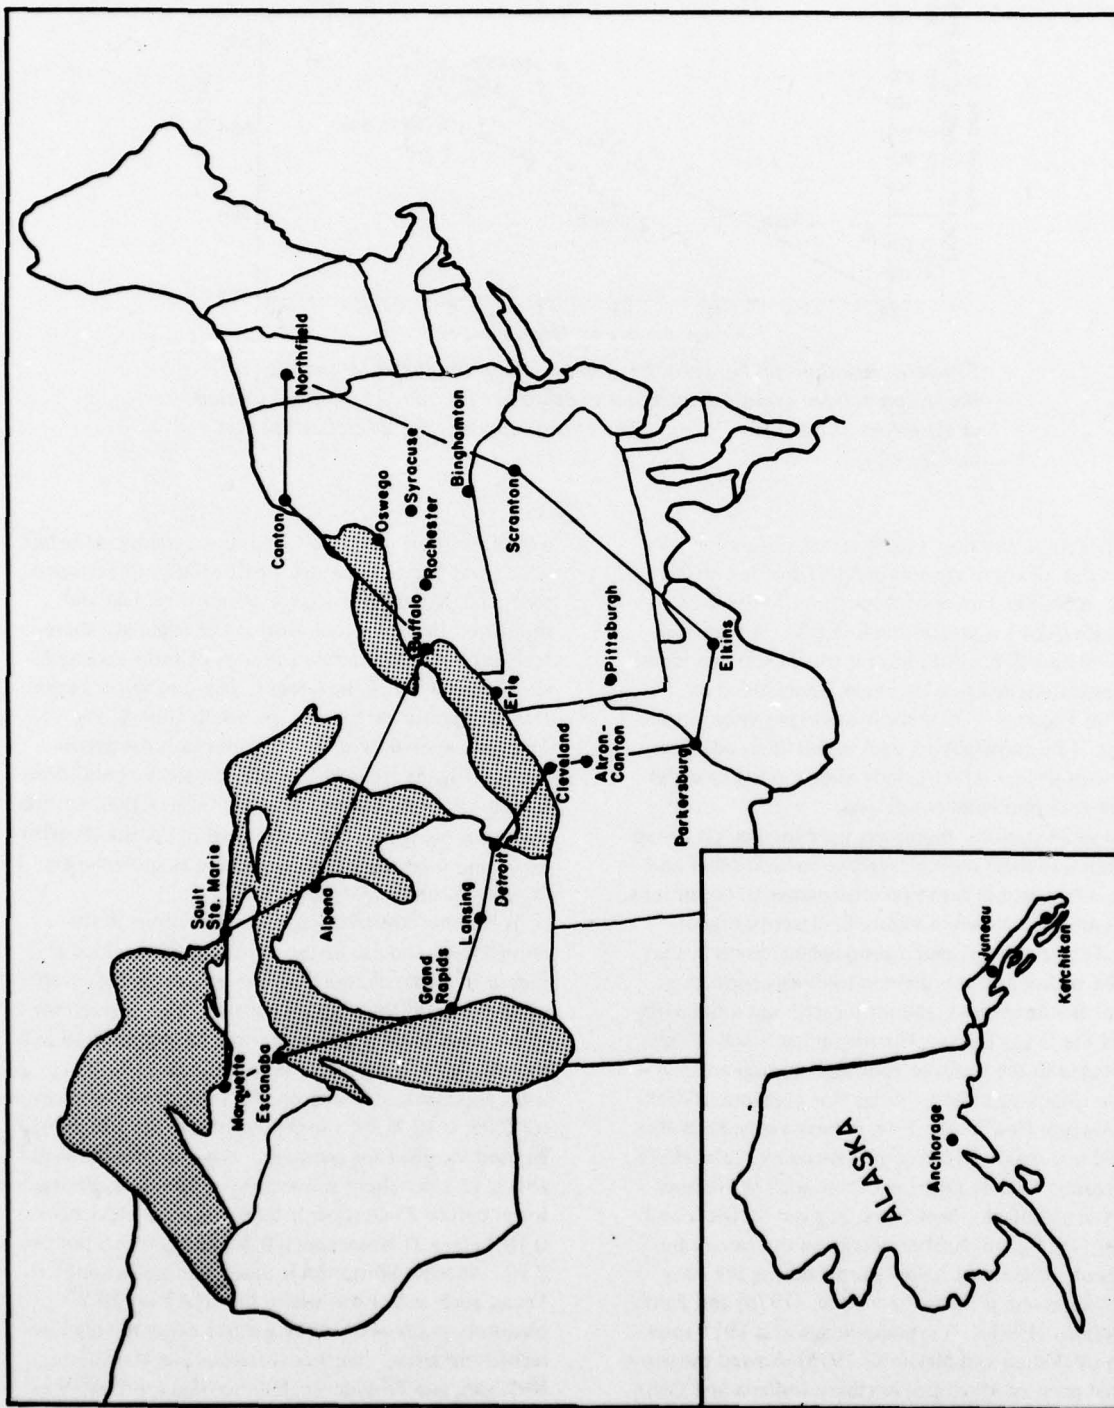 Sault
Ste. Marie
Marquette
Escanaba
Alpena
Grand
Rapids
Lansing
Detroit
Canton
Northfield
Oswego
Syracuse
Rochester
Buffalo
Binghamton
Scranton
Erie
Cleveland
Akron-
Canton
Pittsburgh
Parkersburg
Elkins
ALASKA
Anchorage
Juneau
Ketchikan